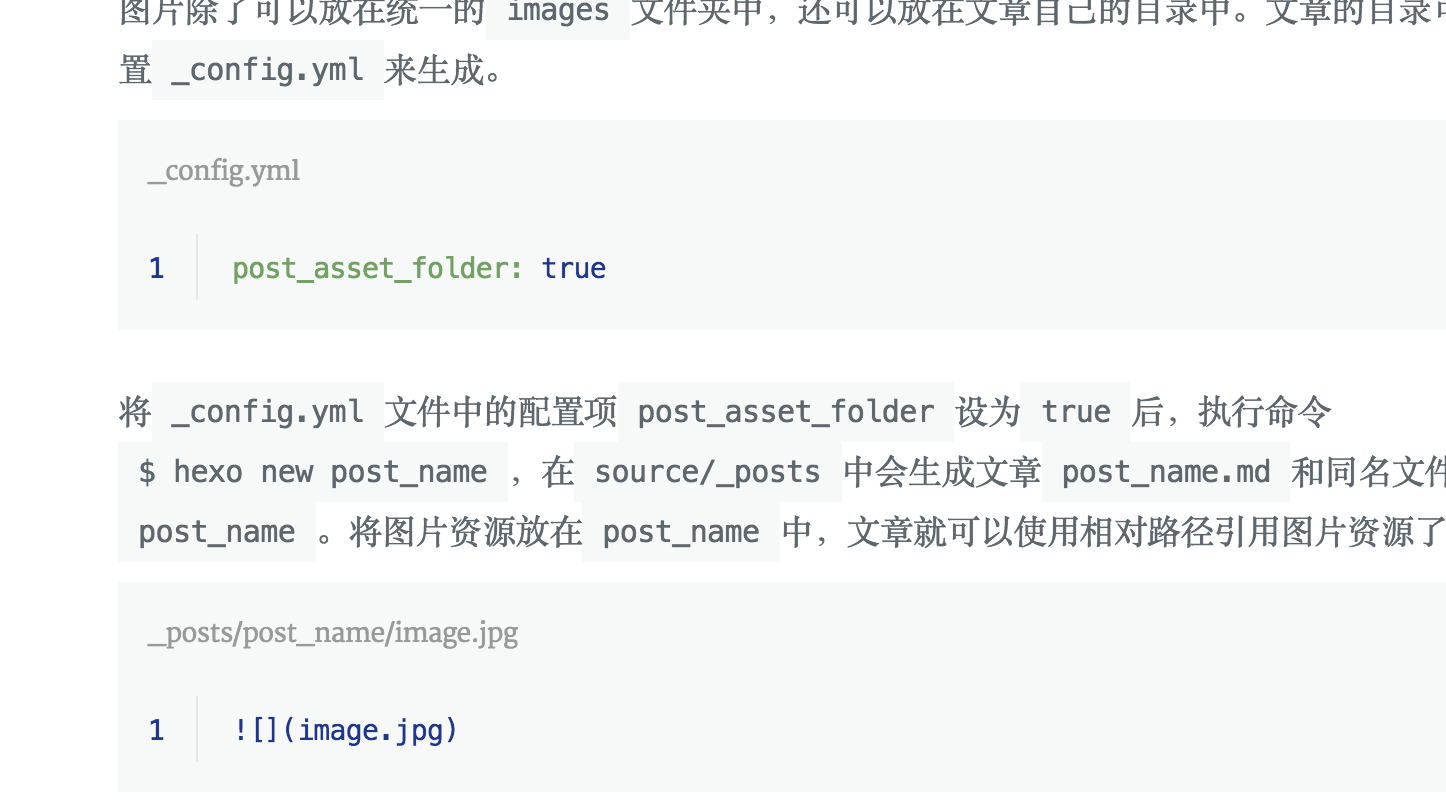 图片除了可以放在统一的 images 文件夹中，还可以放在文章自己的目录中。文章的目录
置 _config.yml 来生成。
_config.yml
1 post_asset_folder: true
将 _config.yml 文件中的配置项 post_asset_folder 设为 true 后，执行命令
$ hexo new post_name ，在 source/_posts 中会生成文章 post_name.md 和同名文件
post_name 。将图片资源放在 post_name 中，文章就可以使用相对路径引用图片资源了
_posts/post_name/image.jpg
1 ![](image.jpg)